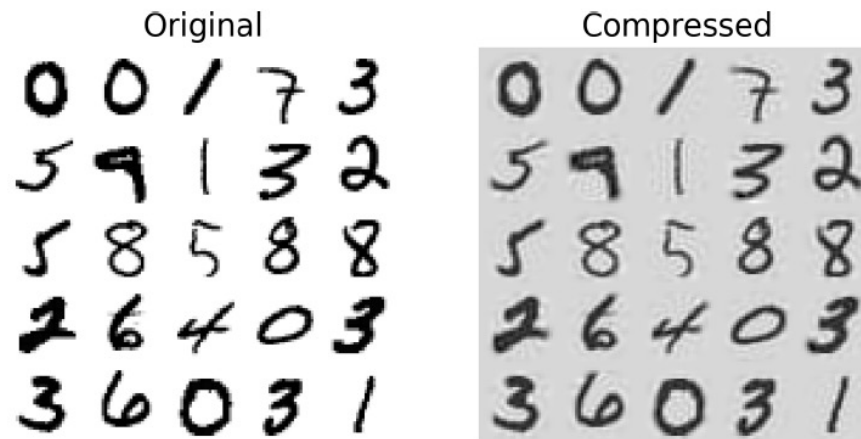 Original Compressed
0 0 1 7 3 0 0 1 7 3
5 9 1 3 2 5 9 1 3 2
5 8 5 8 8 5 8 5 8 8
2 6 4 0 3 2 6 4 0 3
3 6 0 3 1 3 6 0 3 1